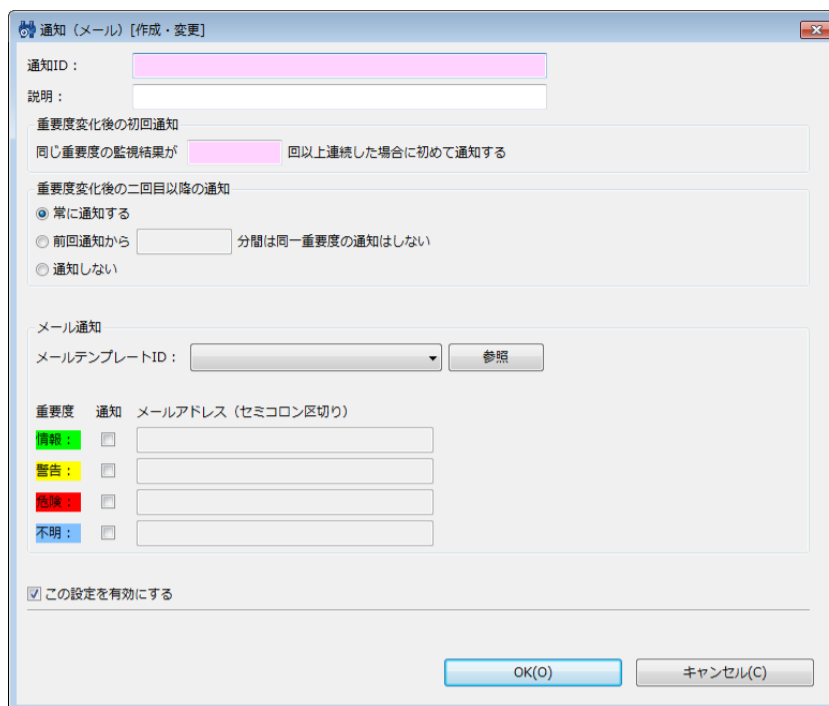 通知（メール）[作成・変更]
通知ID：
説明：
重要度変化後の初回通知
同じ重要度の監視結果が 回以上連続した場合に初めて通知する
重要度変化後の二回目以降の通知
常に通知する
前回通知から 分間は同一重要度の通知はしない
通知しない
メール通知
メールテンプレートID： 参照
重要度 通知 メールアドレス（セミコロン区切り）
情報：
警告：
危険：
不明：
この設定を有効にする
OK(O) キャンセル(C)